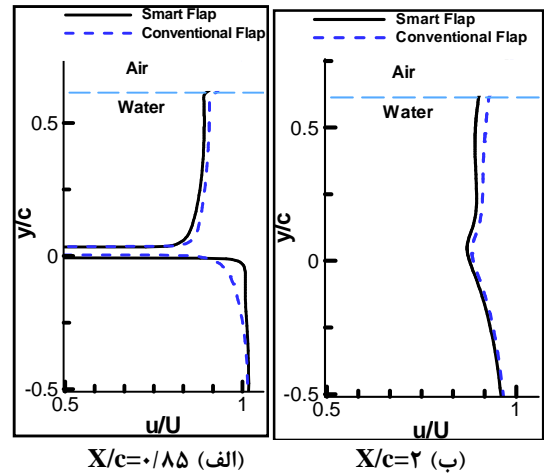 Smart Flap
Conventional Flap
Air
Water
0.5
0
-0.5
y/c
0.5
1
u/U
(الف) X/c=۰/۸۵
Smart Flap
Conventional Flap
Air
Water
0.5
0
-0.5
y/c
0.5
1
u/U
(ب) X/c=۲